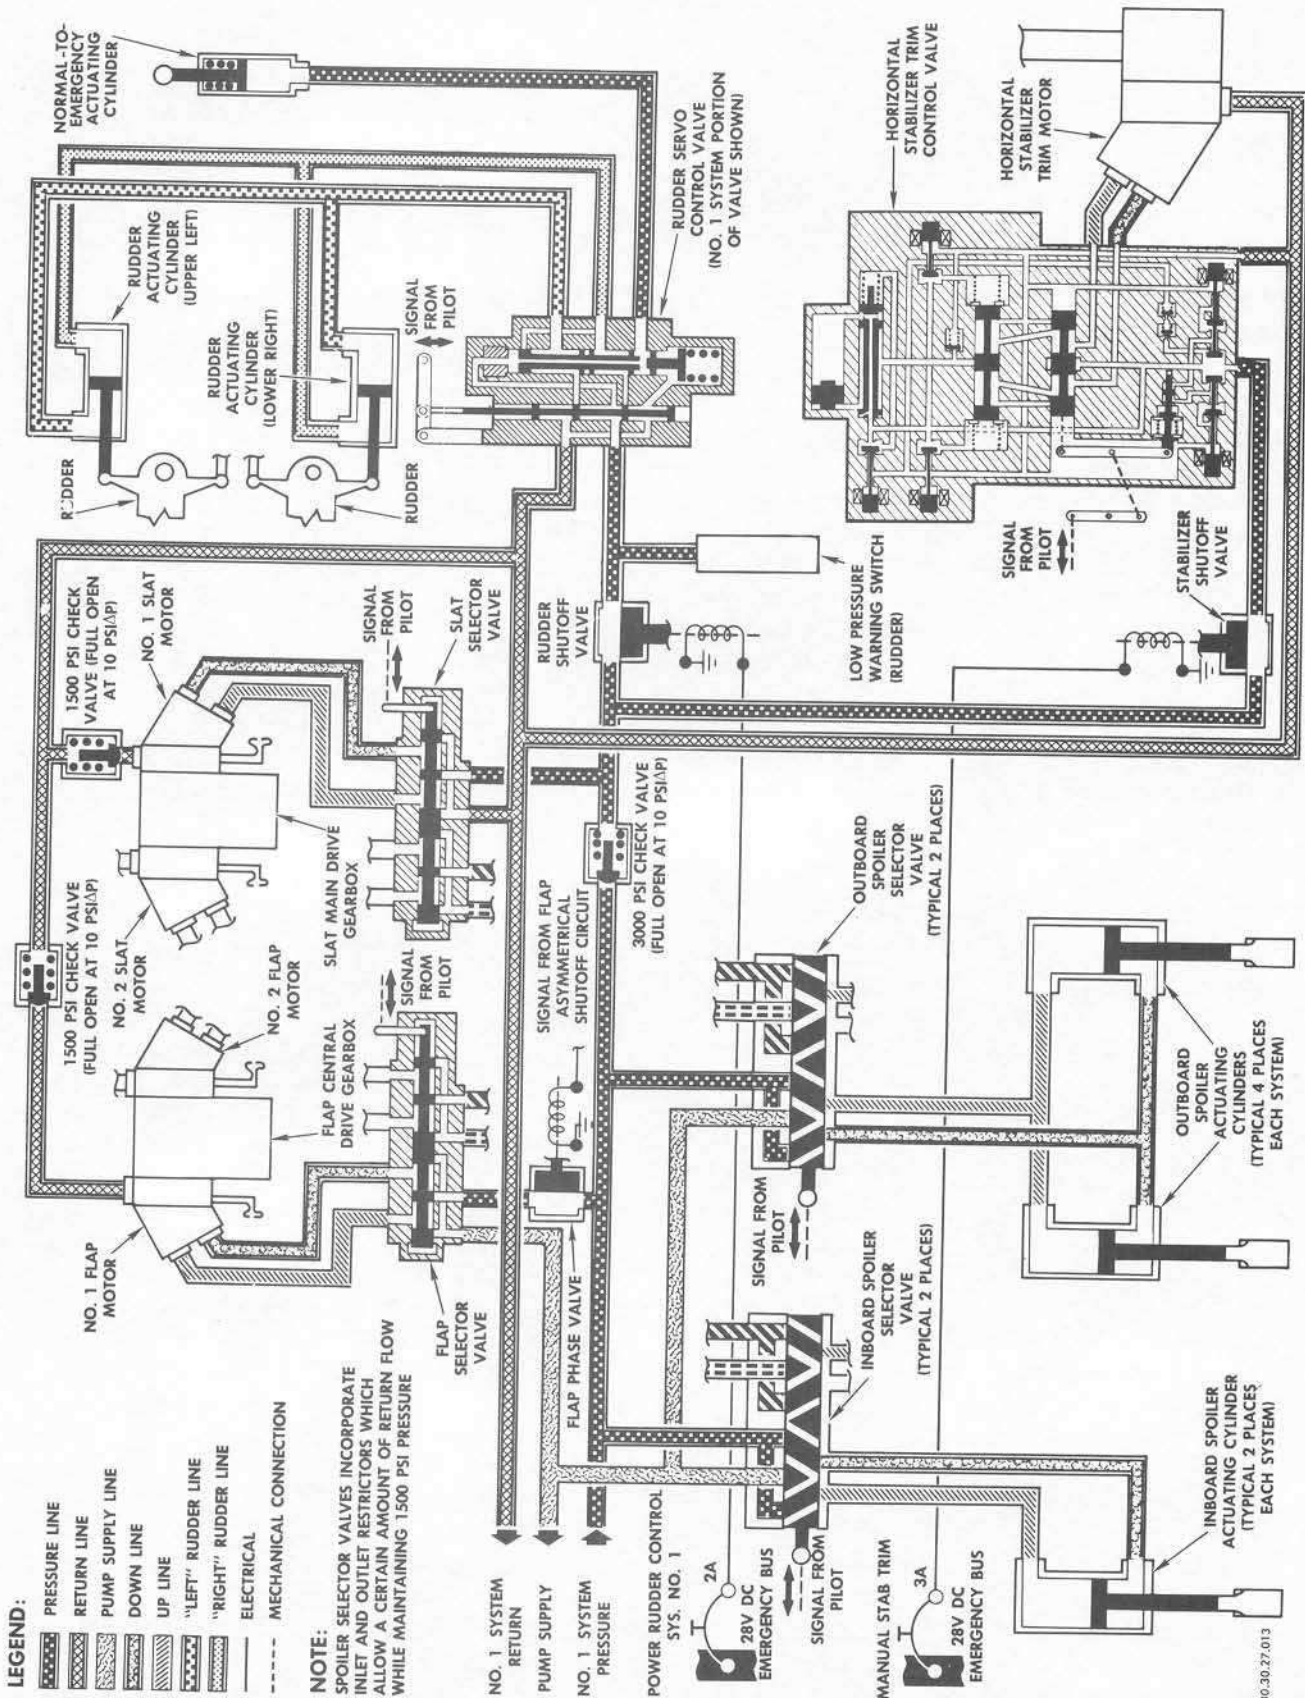 LEGEND:
PRESSURE LINE
RETURN LINE
PUMP SUPPLY LINE
DOWN LINE
UP LINE
"LEFT" RUDDER LINE
"RIGHT" RUDDER LINE
ELECTRICAL
MECHANICAL CONNECTION
NOTE:
SPOILER SELECTOR VALVES INCORPORATE
INLET AND OUTLET RESTRICTORS WHICH
ALLOW A CERTAIN AMOUNT OF RETURN FLOW
WHILE MAINTAINING 1500 PSI PRESSURE
NO. 1 SYSTEM
RETURN
PUMP SUPPLY
NO. 1 SYSTEM
PRESSURE
POWER RUDDER CONTROL
SYS. NO. 1
2A
28V DC
EMERGENCY BUS
SIGNAL FROM
PILOT
MANUAL STAB TRIM
3A
28V DC
EMERGENCY BUS
NO. 1 FLAP
MOTOR
1500 PSI CHECK VALVE
(FULL OPEN AT 10 PSI∆P)
NO. 2 SLAT
MOTOR
NO. 2 FLAP
MOTOR
FLAP CENTRAL
DRIVE GEARBOX
SLAT MAIN DRIVE
GEARBOX
FLAP
SELECTOR
VALVE
SIGNAL
FROM
PILOT
1500 PSI CHECK
VALVE (FULL OPEN
AT 10 PSI∆P)
NO. 1 SLAT
MOTOR
SIGNAL
FROM
PILOT
SLAT
SELECTOR
VALVE
FLAP PHASE VALVE
SIGNAL FROM FLAP
ASYMMETRICAL
SHUTOFF CIRCUIT
3000 PSI CHECK VALVE
(FULL OPEN AT 10 PSI∆P)
INBOARD SPOILER
SELECTOR
VALVE
(TYPICAL 2 PLACES)
SIGNAL FROM
PILOT
OUTBOARD
SPOILER
SELECTOR
VALVE
(TYPICAL 2 PLACES)
INBOARD SPOILER
ACTUATING CYLINDER
(TYPICAL 2 PLACES
EACH SYSTEM)
OUTBOARD
SPOILER
ACTUATING
CYLINDERS
(TYPICAL 4 PLACES
EACH SYSTEM)
RUDDER
RUDDER
RUDDER
ACTUATING
CYLINDER
(UPPER LEFT)
RUDDER
ACTUATING
CYLINDER
(LOWER RIGHT)
NORMAL-TO-
EMERGENCY
ACTUATING
CYLINDER
SIGNAL
FROM
PILOT
RUDDER SERVO
CONTROL VALVE
(NO. 1 SYSTEM PORTION
OF VALVE SHOWN)
RUDDER
SHUTOFF
VALVE
LOW PRESSURE
WARNING SWITCH
(RUDDER)
HORIZONTAL
STABILIZER TRIM
CONTROL VALVE
HORIZONTAL
STABILIZER
TRIM MOTOR
SIGNAL
FROM
PILOT
STABILIZER
SHUTOFF
VALVE
0.30.27.013